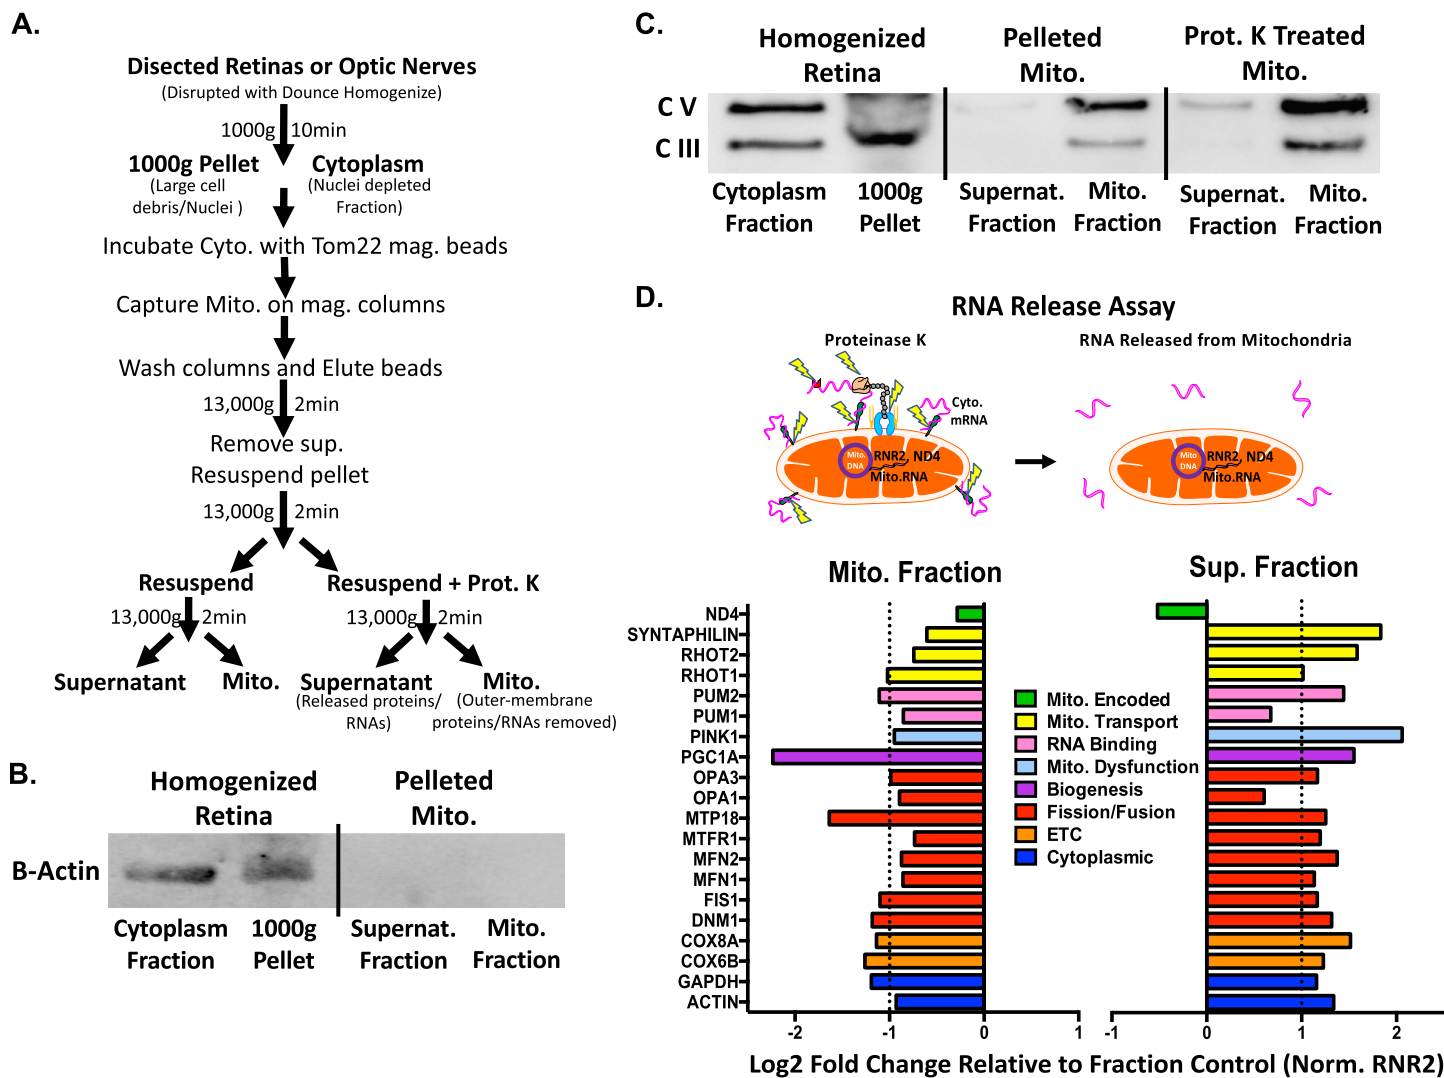 A.
Disected Retinas or Optic Nerves
(Disrupted with Dounce Homogenize)
1000g 10min
1000g Pellet
(Large cell
debris/Nuclei )
Cytoplasm
(Nuclei depleted
Fraction)
Incubate Cyto. with Tom22 mag. beads
Capture Mito. on mag. columns
Wash columns and Elute beads
13,000g 2min
Remove sup.
Resuspend pellet
13,000g 2min
Resuspend
Resuspend + Prot. K
13,000g 2min
13,000g 2min
Supernatant
Mito.
Supernatant
(Released proteins/
RNAs)
Mito.
(Outer-membrane
proteins/RNAs removed)
B.
Homogenized
Retina
Pelleted
Mito.
B-Actin
Cytoplasm
Fraction
1000g
Pellet
Supernat.
Fraction
Mito.
Fraction
C.
Homogenized
Retina
Pelleted
Mito.
Prot. K Treated
Mito.
C V
C III
Cytoplasm
Fraction
1000g
Pellet
Supernat.
Fraction
Mito.
Fraction
Supernat.
Fraction
Mito.
Fraction
D.
RNA Release Assay
Proteinase K
RNA Released from Mitochondria
Cyto.
mRNA
Mito.
DNA
RNR2, ND4
Mito.RNA
Mito
DNA
RNR2, ND4
Mito.RNA
Mito. Fraction
Sup. Fraction
ND4
SYNTAPHILIN
RHOT2
RHOT1
PUM2
PUM1
PINK1
PGC1A
OPA3
OPA1
MTP18
MTFR1
MFN2
MFN1
FIS1
DNM1
COX8A
COX6B
GAPDH
ACTIN
Mito. Encoded
Mito. Transport
RNA Binding
Mito. Dysfunction
Biogenesis
Fission/Fusion
ETC
Cytoplasmic
-2 -1 0 1
-1 0 1 2
Log2 Fold Change Relative to Fraction Control (Norm. RNR2)